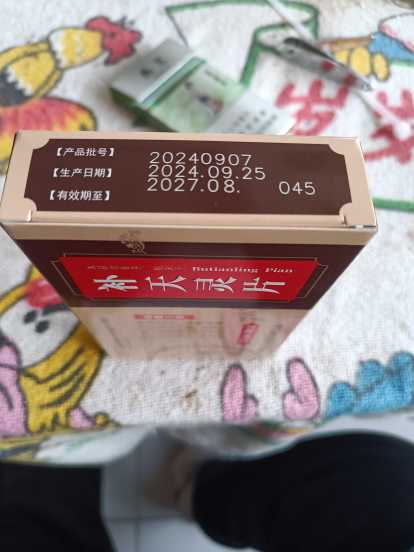 【产品批号】 20240907
【生产日期】 2024.09.25
【有效期至】 2027.08. 045
Butianling Pian
补天灵片